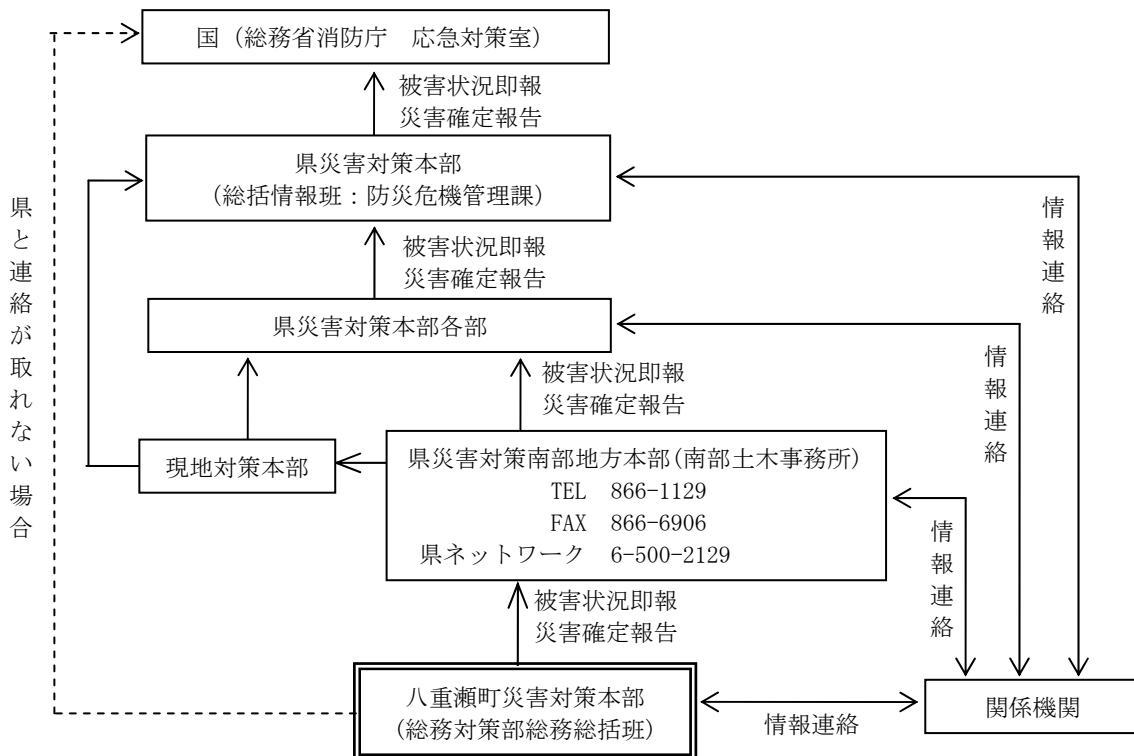 国（総務省消防庁　応急対策室）
被害状況即報
災害確定報告
県災害対策本部
（総括情報班：防災危機管理課）
被害状況即報
災害確定報告
県災害対策本部各部
被害状況即報
災害確定報告
現地対策本部
県災害対策南部地方本部(南部土木事務所)
TEL　866-1129
FAX　866-6906
県ネットワーク　6-500-2129
被害状況即報
災害確定報告
八重瀬町災害対策本部
（総務対策部総務総括班）
情報連絡
関係機関
県と連絡が取れない場合
情報連絡
情報連絡
情報連絡